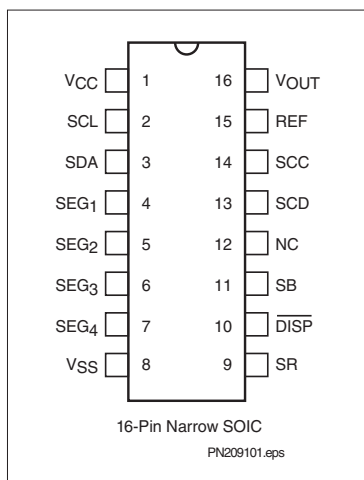 VCC 1 16 VOUT
SCL 2 15 REF
SDA 3 14 SCC
SEG1 4 13 SCD
SEG2 5 12 NC
SEG3 6 11 SB
SEG4 7 10 DISP
VSS 8 9 SR
16-Pin Narrow SOIC
PN209101.eps